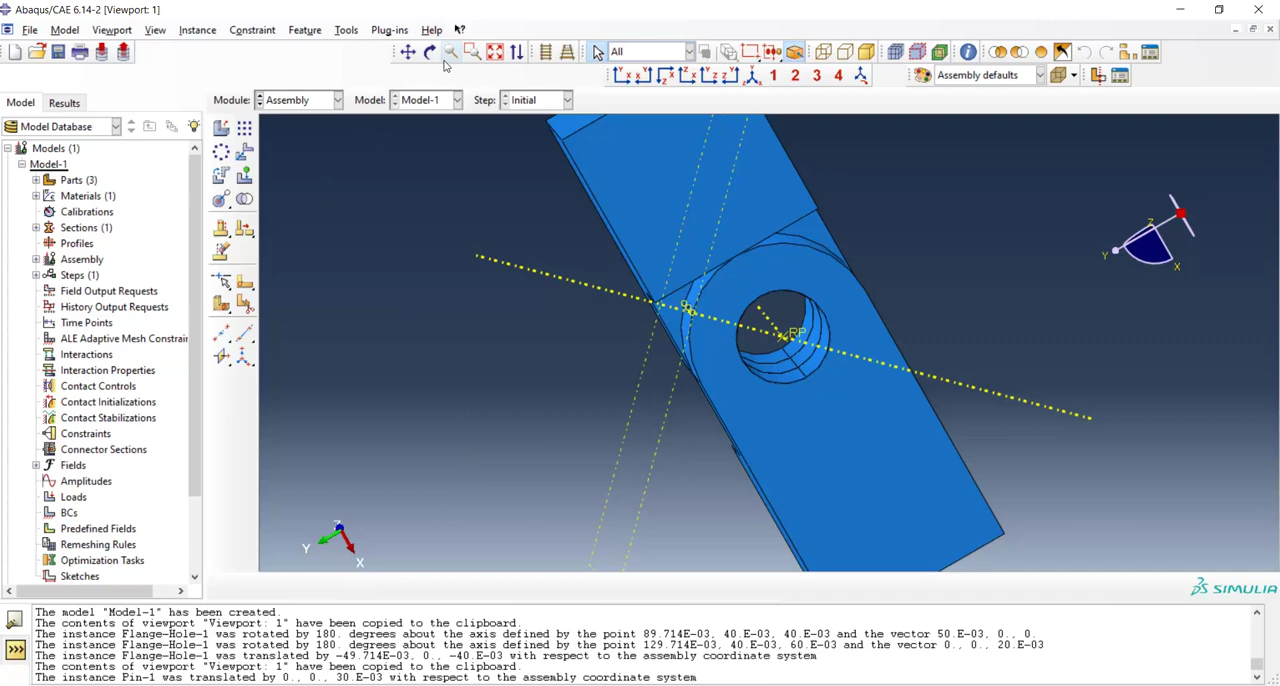 Abaqus/CAE 6.14-2 [Viewport: 1]
File Model Viewport View Instance Constraint Feature Tools Plug-ins Help
All
1 2 3 4 Assembly defaults
Model Results Module: Assembly Model: Model-1 Step: Initial
Model Database
Models (1)
Model-1
Parts (3)
Materials (1)
Calibrations
Sections (1)
Profiles
Assembly
Steps (1)
Field Output Requests
History Output Requests
Time Points
ALE Adaptive Mesh Constrain
Interactions
Interaction Properties
Contact Controls
Contact Initializations
Contact Stabilizations
Constraints
Connector Sections
Fields
Amplitudes
Loads
BCs
Predefined Fields
Remeshing Rules
Optimization Tasks
Sketches
Z
Y
X
RP
Z
Y
X
SIMULIA
The model "Model-1" has been created.
The contents of viewport "Viewport: 1" have been copied to the clipboard.
The instance Flange-Hole-1 was rotated by 180. degrees about the axis defined by the point 89.714E-03, 40.E-03, 40.E-03 and the vector 50.E-03, 0., 0.
The instance Flange-Hole-1 was rotated by 180. degrees about the axis defined by the point 129.714E-03, 40.E-03, 60.E-03 and the vector 0., 0., 20.E-03
The instance Flange-Hole-1 was translated by -49.714E-03, 0., -40.E-03 with respect to the assembly coordinate system
The contents of viewport "Viewport: 1" have been copied to the clipboard.
The instance Pin-1 was translated by 0., 0., 30.E-03 with respect to the assembly coordinate system